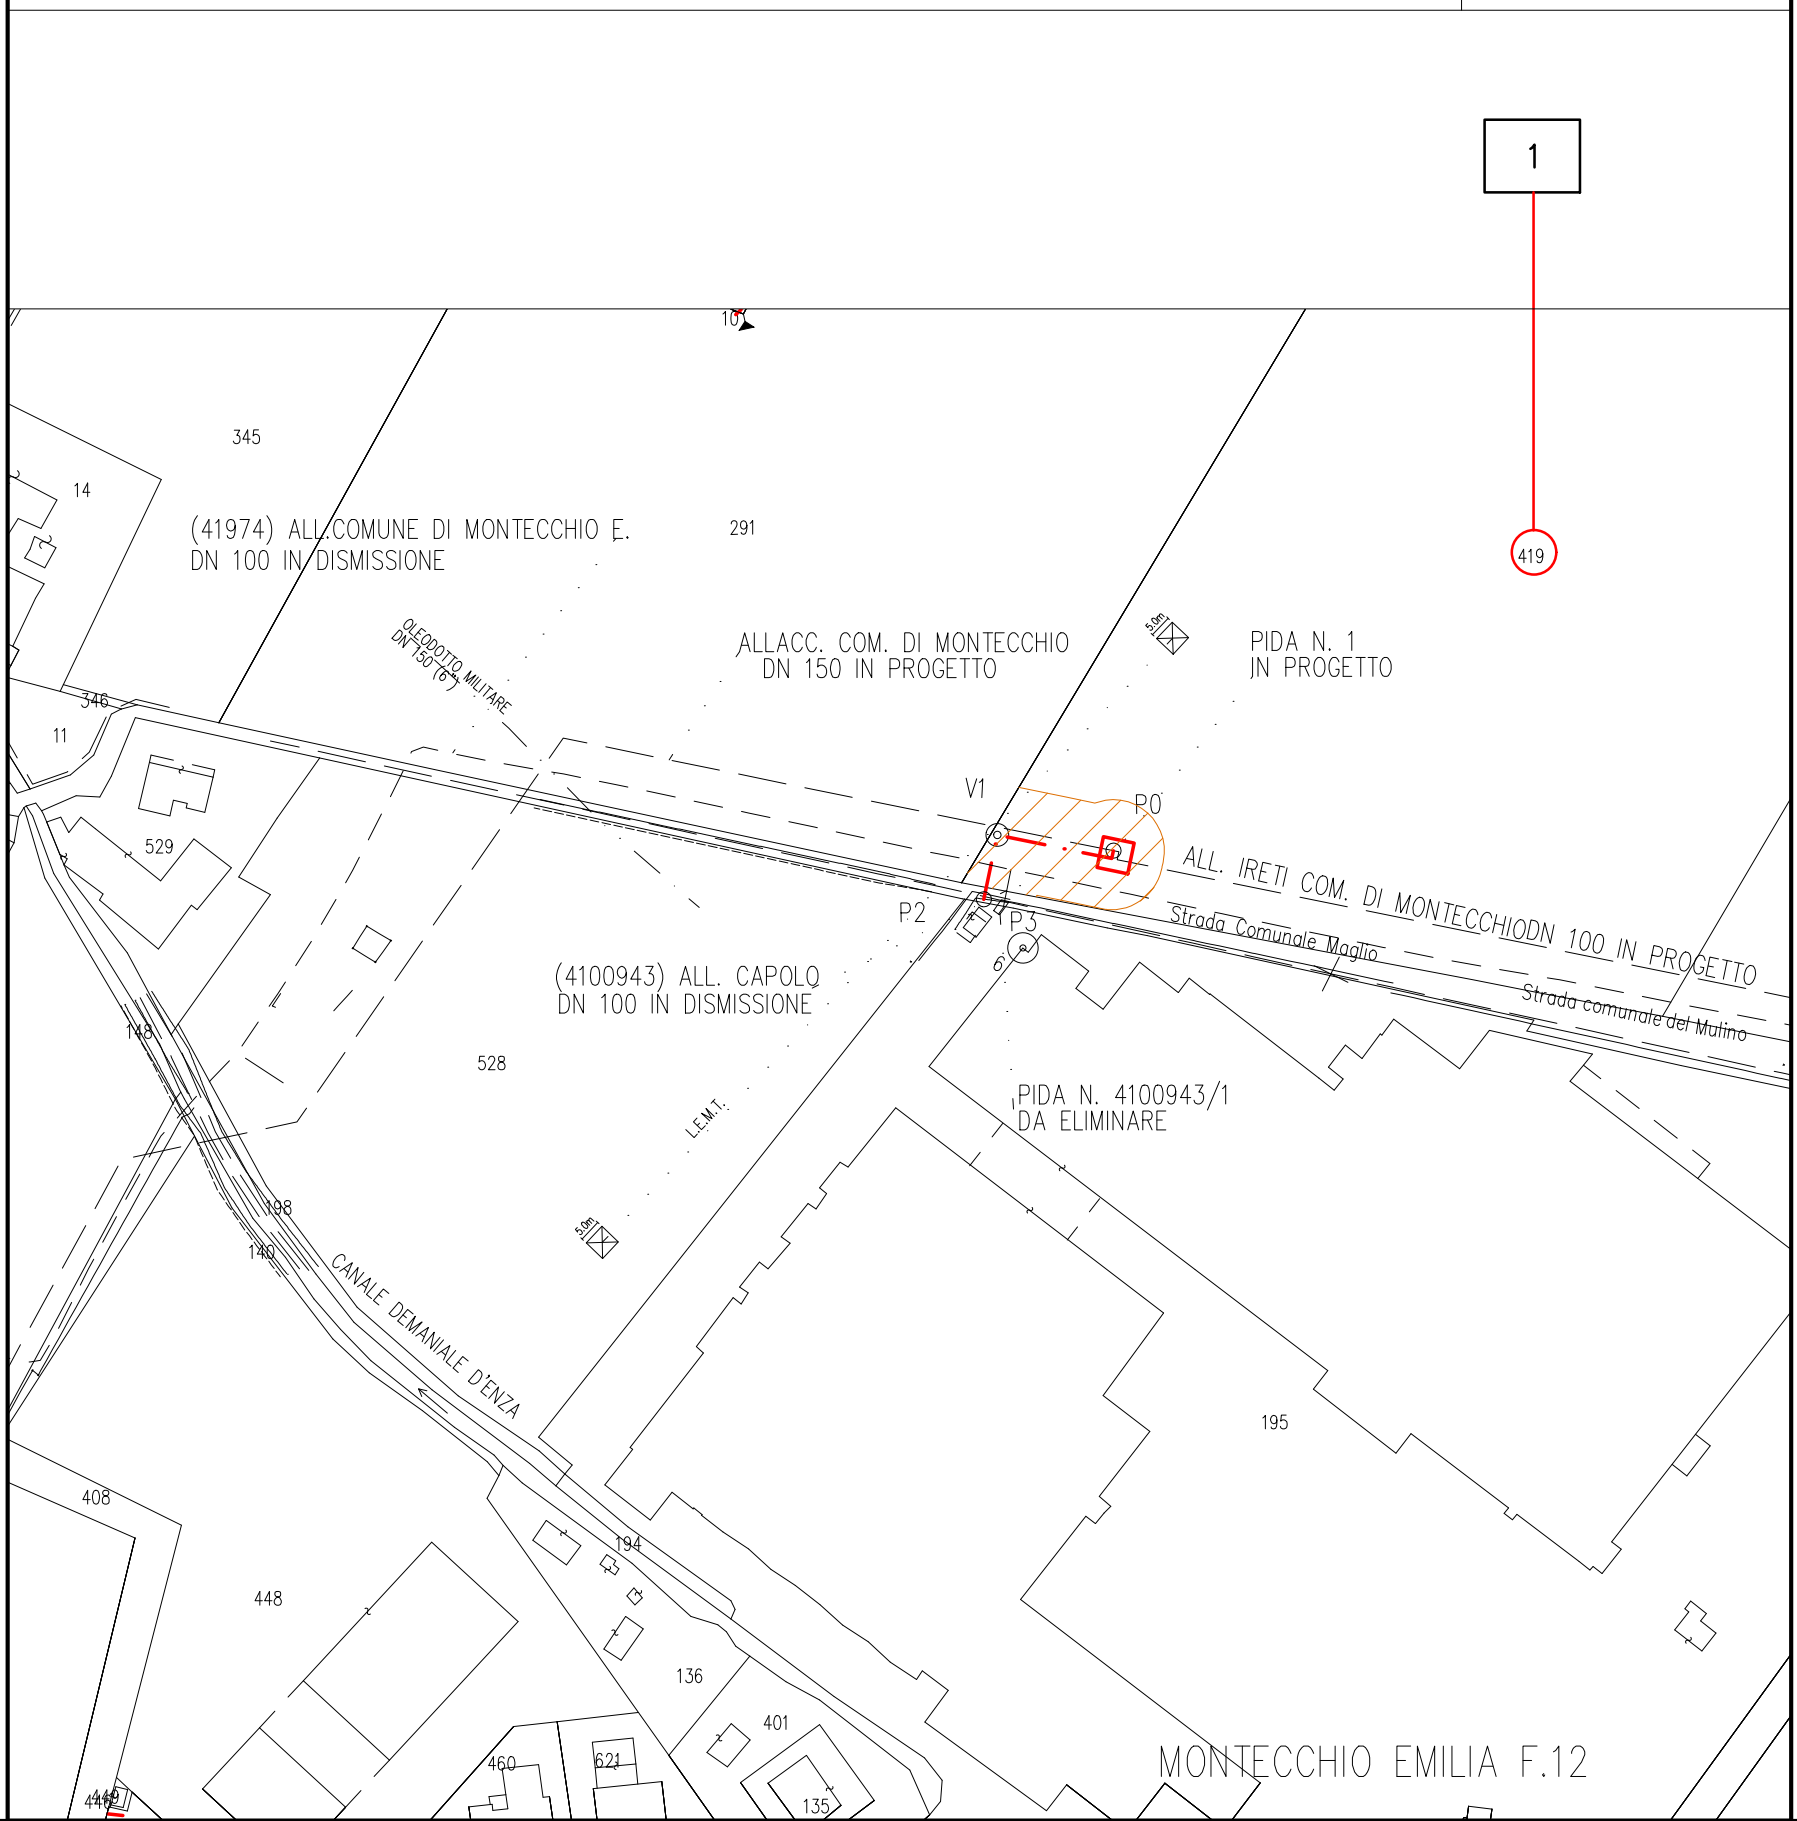 1
10
345
14
(41974) ALL.COMUNE DI MONTECCHIO E.
DN 100 IN DISMISSIONE
291
419
OLEODOTTO MILITARE
DN 150 (6")
ALLACC. COM. DI MONTECCHIO
DN 150 IN PROGETTO
5.0m
PIDA N. 1
IN PROGETTO
346
11
V1
P0
529
ALL. IRETI COM. DI MONTECCHIODN 100 IN PROGETTO
P2
P3
6
Strada Comunale Maglio
Strada comunale del Mulino
(4100943) ALL. CAPOLO
DN 100 IN DISMISSIONE
148
528
PIDA N. 4100943/1
DA ELIMINARE
L.E.M.T.
198
140
5.0m
CANALE DEMANIALE D'ENZA
195
408
194
448
136
401
460
621
MONTECCHIO EMILIA F.12
449
135